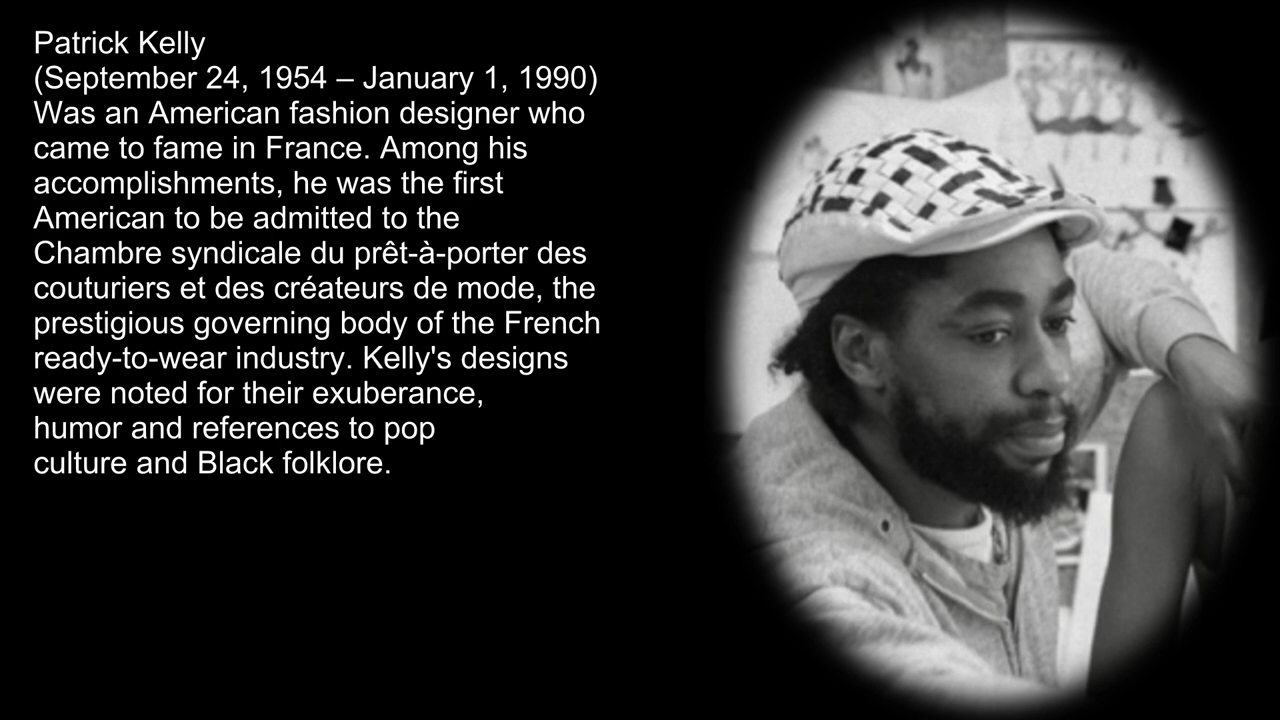 Patrick Kelly
(September 24, 1954 – January 1, 1990)
Was an American fashion designer who
came to fame in France. Among his
accomplishments, he was the first
American to be admitted to the
Chambre syndicale du prêt-à-porter des
couturiers et des créateurs de mode, the
prestigious governing body of the French
ready-to-wear industry. Kelly's designs
were noted for their exuberance,
humor and references to pop
culture and Black folklore.